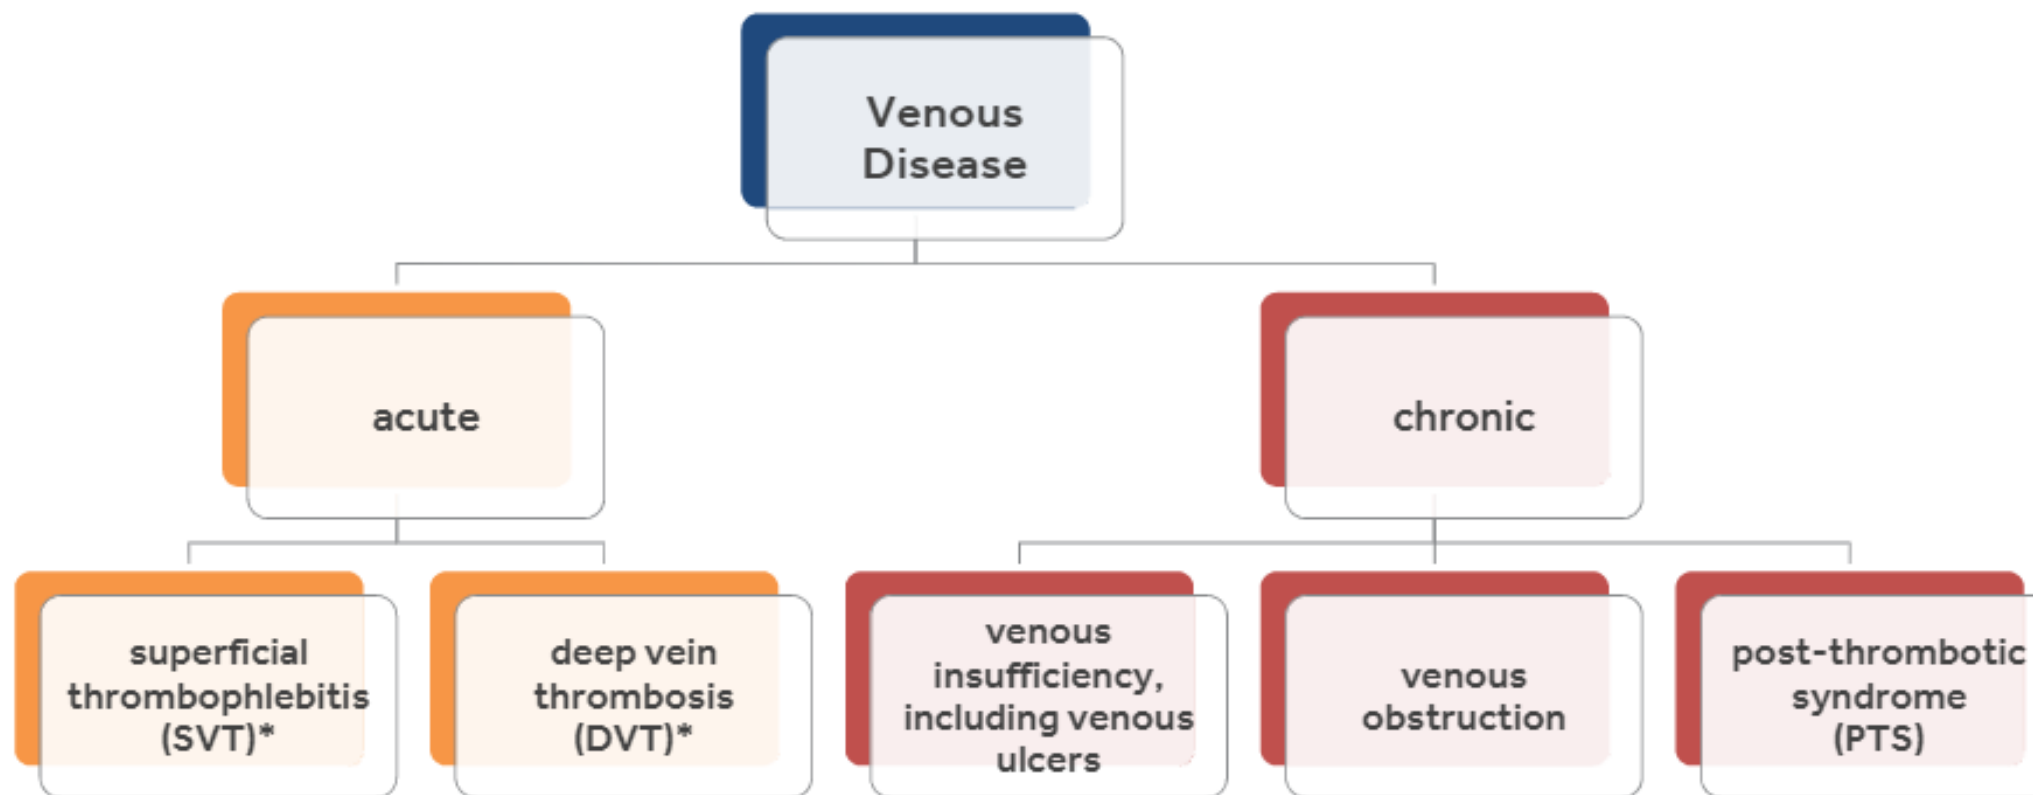 Venous
Disease
acute
chronic
superficial
thrombophlebitis
(SVT)*
deep vein
thrombosis
(DVT)*
venous
insufficiency,
including venous
ulcers
venous
obstruction
post-thrombotic
syndrome
(PTS)